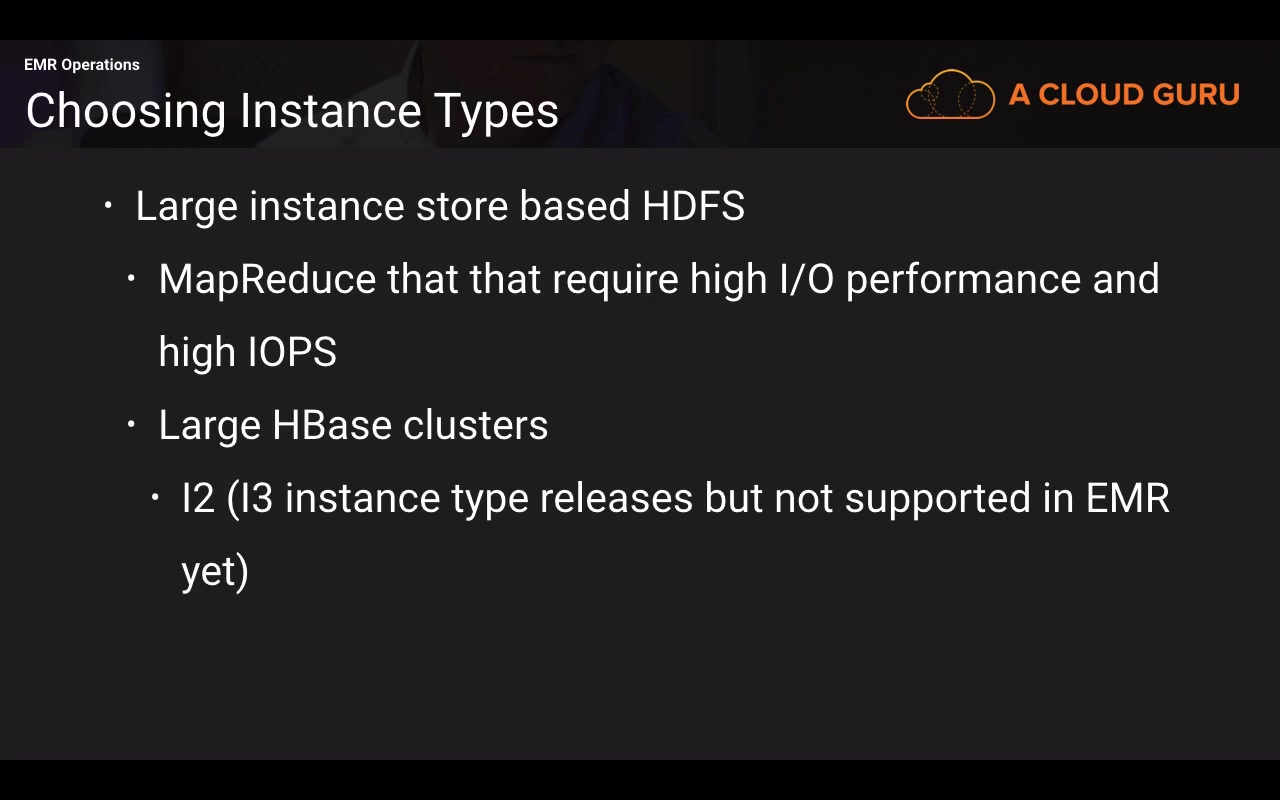 EMR Operations
Choosing Instance Types
A CLOUD GURU
• Large instance store based HDFS
• MapReduce that that require high I/O performance and
high IOPS
• Large HBase clusters
• I2 (I3 instance type releases but not supported in EMR
yet)